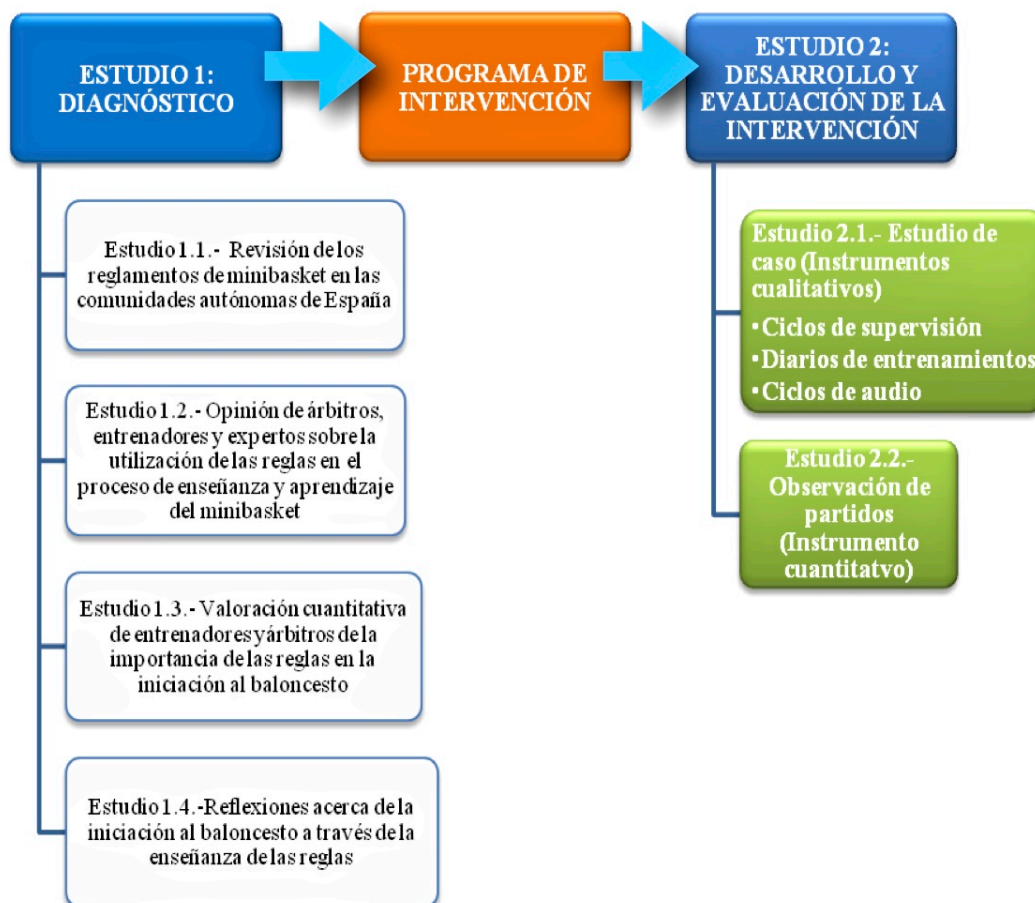 ESTUDIO 1:
DIAGNÓSTICO
PROGRAMA DE
INTERVENCIÓN
ESTUDIO 2:
DESARROLLO Y
EVALUACIÓN DE LA
INTERVENCIÓN
Estudio 1.1.- Revisión de los
reglamentos de minibasket en las
comunidades autónomas de España
Estudio 1.2.- Opinión de árbitros,
entrenadores y expertos sobre la
utilización de las reglas en el
proceso de enseñanza y aprendizaje
del minibasket
Estudio 1.3.- Valoración cuantitativa
de entrenadores yárbitros de la
importancia de las reglas en la
iniciación al baloncesto
Estudio 1.4.-Reflexiones acerca de la
iniciación al baloncesto a través de la
enseñanza de las reglas
Estudio 2.1.- Estudio de
caso (Instrumentos
cualitativos)
•Ciclos de supervisión
•Diarios de entrenamientos
•Ciclos de audio
Estudio 2.2.-
Observación de
partidos
(Instrumento
cuantitatvo)